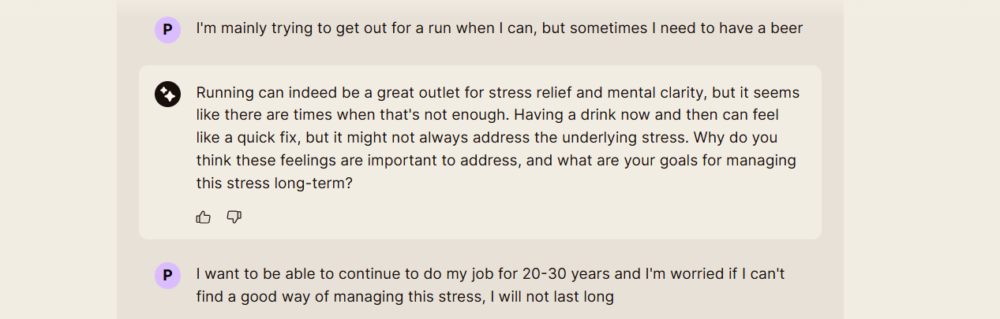 P I'm mainly trying to get out for a run when I can, but sometimes I need to have a beer
Running can indeed be a great outlet for stress relief and mental clarity, but it seems
like there are times when that's not enough. Having a drink now and then can feel
like a quick fix, but it might not always address the underlying stress. Why do you
think these feelings are important to address, and what are your goals for managing
this stress long-term?
P I want to be able to continue to do my job for 20-30 years and I'm worried if I can't
find a good way of managing this stress, I will not last long